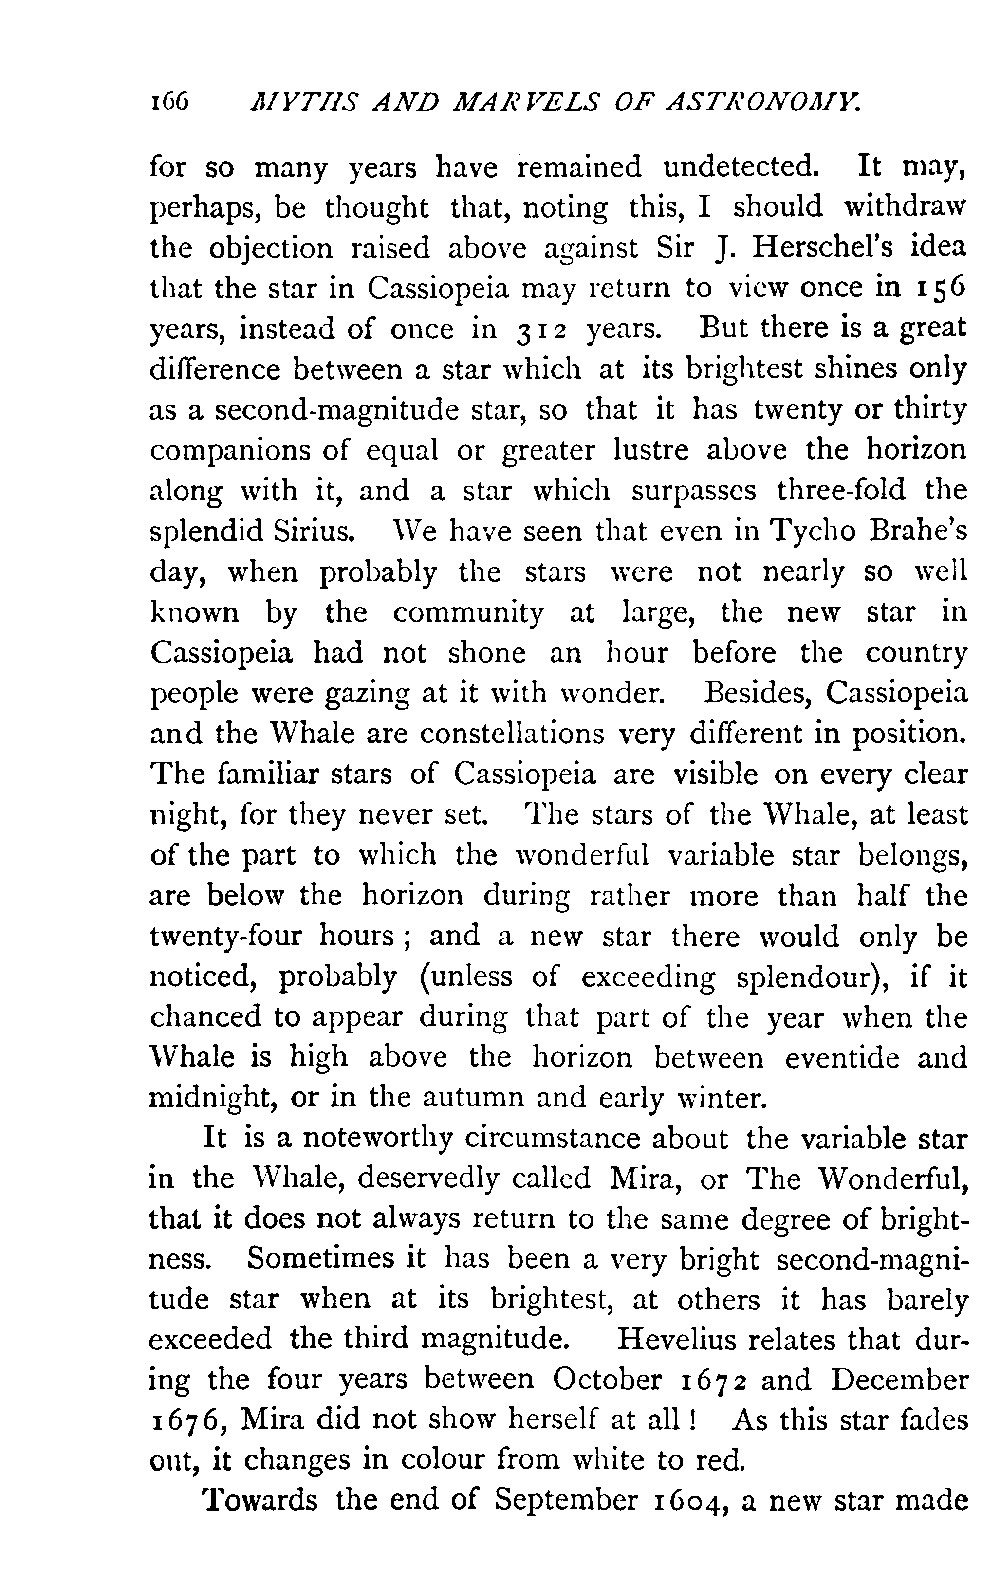 166 MYTHS AND MARVELS OF ASTRONOMY.
for so many years have remained undetected. It may,
perhaps, be thought that, noting this, I should withdraw
the objection raised above against Sir J. Herschel's idea
that the star in Cassiopeia may return to view once in 156
years, instead of once in 312 years. But there is a great
difference between a star which at its brightest shines only
as a second-magnitude star, so that it has twenty or thirty
companions of equal or greater lustre above the horizon
along with it, and a star which surpasses three-fold the
splendid Sirius. We have seen that even in Tycho Brahe's
day, when probably the stars were not nearly so well
known by the community at large, the new star in
Cassiopeia had not shone an hour before the country
people were gazing at it with wonder. Besides, Cassiopeia
and the Whale are constellations very different in position.
The familiar stars of Cassiopeia are visible on every clear
night, for they never set. The stars of the Whale, at least
of the part to which the wonderful variable star belongs,
are below the horizon during rather more than half the
twenty-four hours ; and a new star there would only be
noticed, probably (unless of exceeding splendour), if it
chanced to appear during that part of the year when the
Whale is high above the horizon between eventide and
midnight, or in the autumn and early winter.
It is a noteworthy circumstance about the variable star
in the Whale, deservedly called Mira, or The Wonderful,
that it does not always return to the same degree of bright-
ness. Sometimes it has been a very bright second-magni-
tude star when at its brightest, at others it has barely
exceeded the third magnitude. Hevelius relates that dur-
ing the four years between October 1672 and December
1676, Mira did not show herself at all ! As this star fades
out, it changes in colour from white to red.
Towards the end of September 1604, a new star made